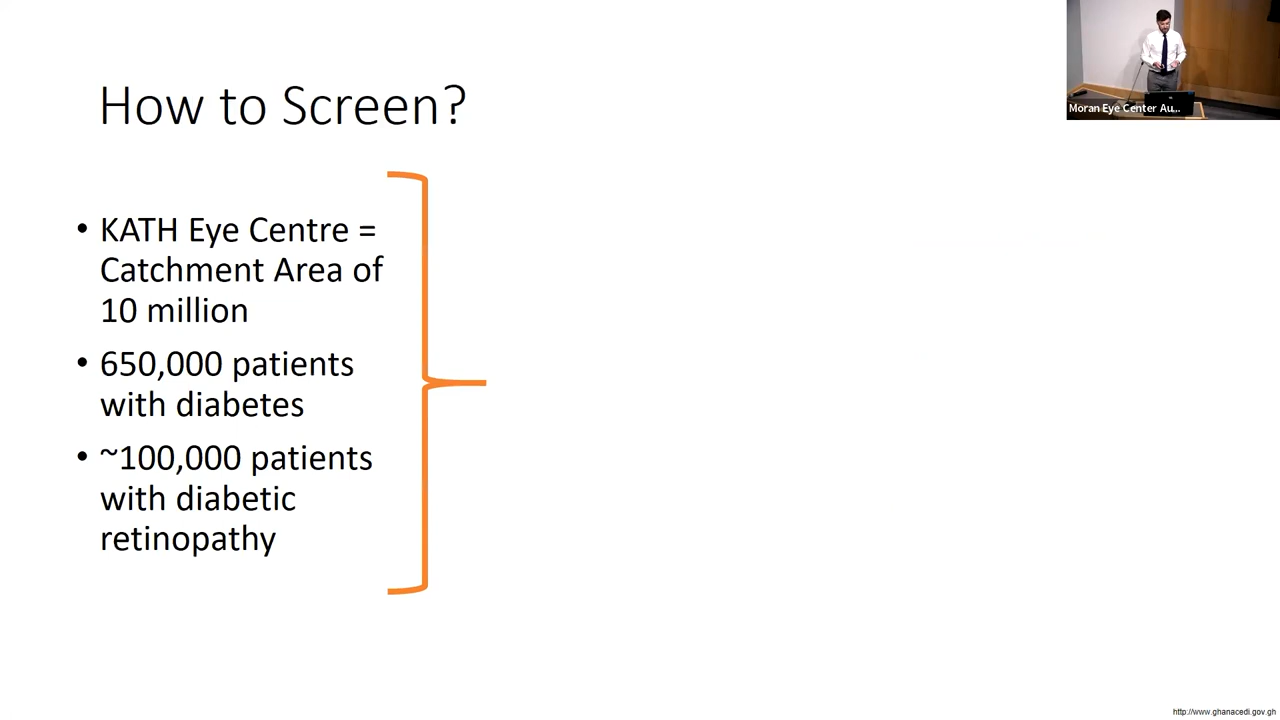 How to Screen?
• KATH Eye Centre =
Catchment Area of
10 million
• 650,000 patients
with diabetes
• ~100,000 patients
with diabetic
retinopathy
Moran Eye Center Au...
http://www.ghanacedi.gov.gh